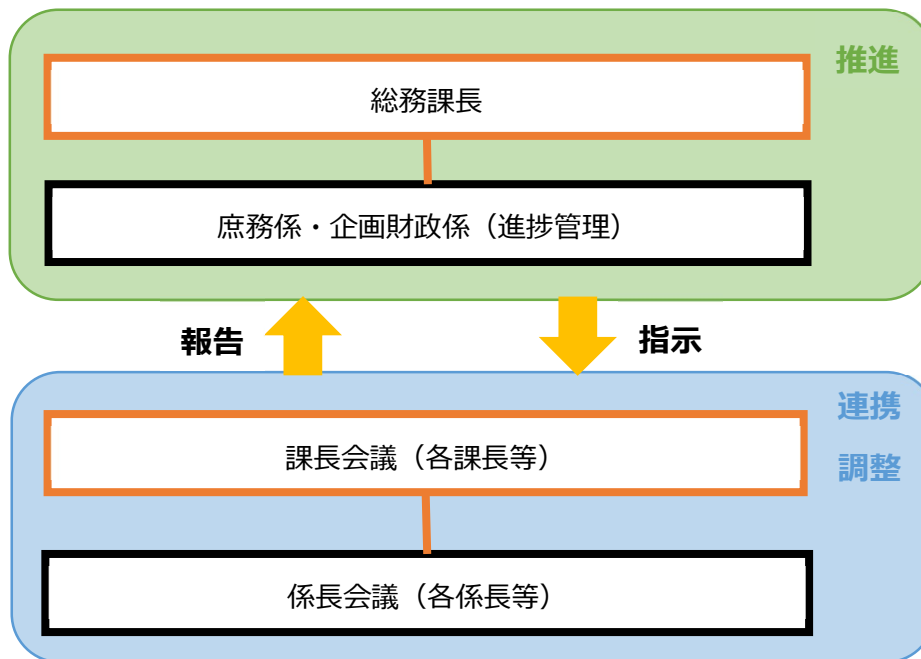 推進
総務課長
庶務係・企画財政係（進捗管理）
報告
指示
連携
調整
課長会議（各課長等）
係長会議（各係長等）